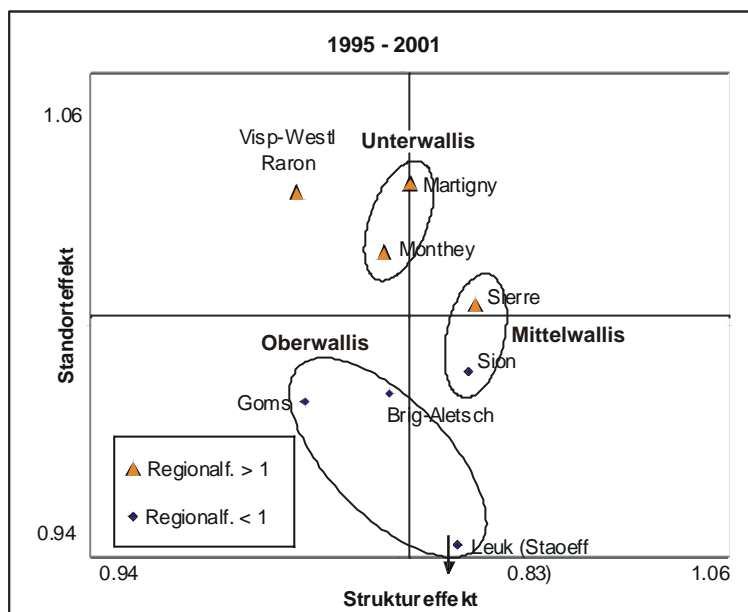 1995 - 2001
1.06
Visp-Westl
Raron
Unterwallis
Martigny
Monthey
Standorteffekt
Sierre
Mittelwallis
Oberwallis
Sion
Goms
Brig-Aletsch
Regionalf. > 1
Regionalf. < 1
0.94
Leuk (Staoeff
0.94
0.83)
1.06
Struktureffekt